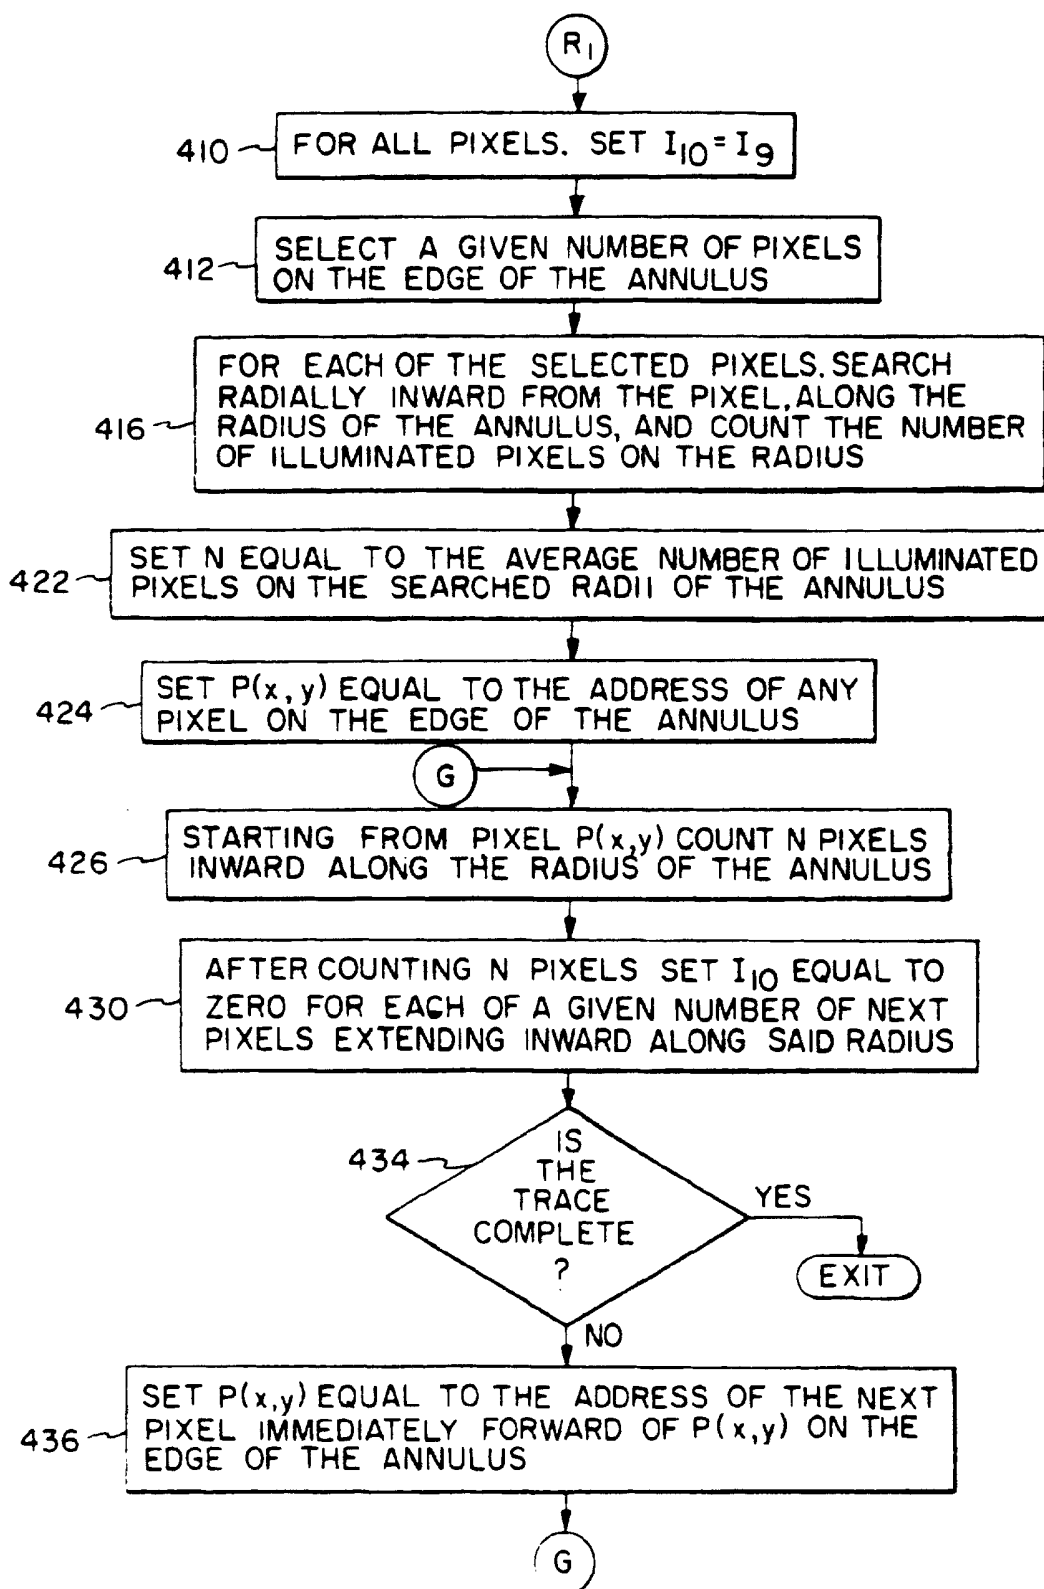 R1
410
FOR ALL PIXELS. SET I10 = I9
412
SELECT A GIVEN NUMBER OF PIXELS
ON THE EDGE OF THE ANNULUS
416
FOR EACH OF THE SELECTED PIXELS. SEARCH
RADIALLY INWARD FROM THE PIXEL, ALONG THE
RADIUS OF THE ANNULUS, AND COUNT THE NUMBER
OF ILLUMINATED PIXELS ON THE RADIUS
422
SET N EQUAL TO THE AVERAGE NUMBER OF ILLUMINATED
PIXELS ON THE SEARCHED RADII OF THE ANNULUS
424
SET P(x,y) EQUAL TO THE ADDRESS OF ANY
PIXEL ON THE EDGE OF THE ANNULUS
G
426
STARTING FROM PIXEL P(x,y) COUNT N PIXELS
INWARD ALONG THE RADIUS OF THE ANNULUS
430
AFTER COUNTING N PIXELS SET I10 EQUAL TO
ZERO FOR EACH OF A GIVEN NUMBER OF NEXT
PIXELS EXTENDING INWARD ALONG SAID RADIUS
434
IS
THE
TRACE
COMPLETE
?
YES
EXIT
NO
436
SET P(x,y) EQUAL TO THE ADDRESS OF THE NEXT
PIXEL IMMEDIATELY FORWARD OF P(x,y) ON THE
EDGE OF THE ANNULUS
G